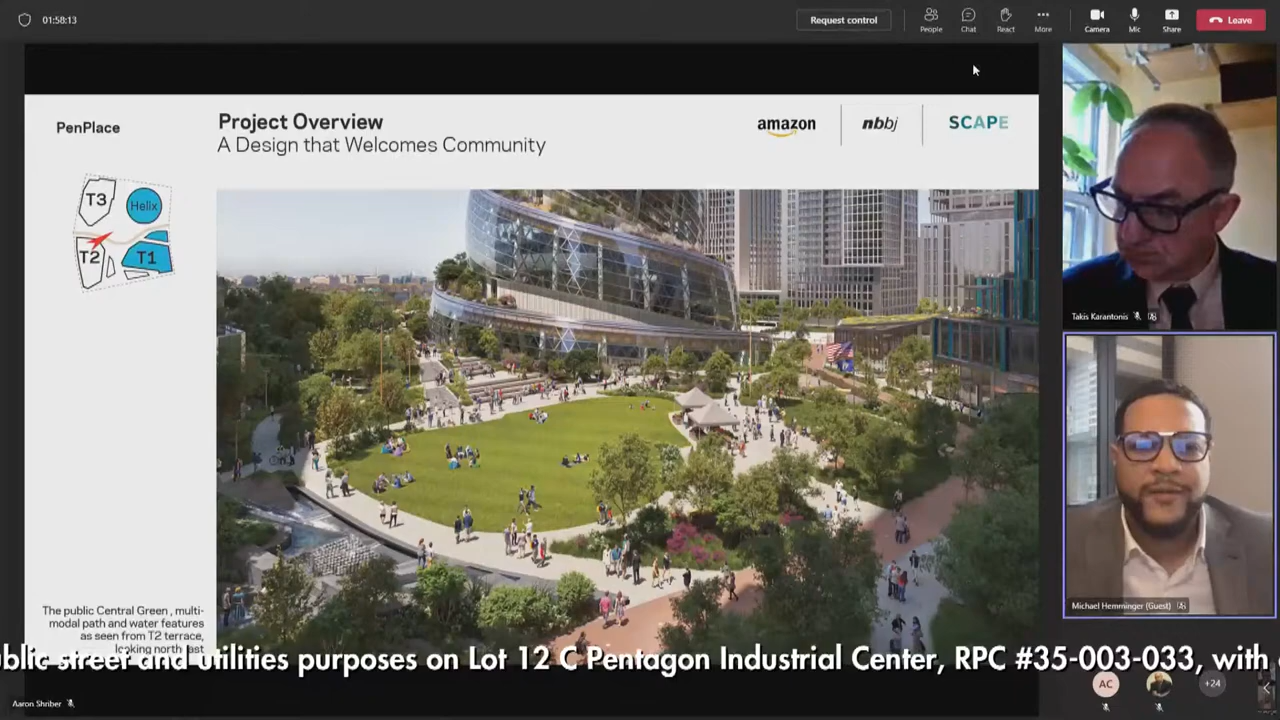 01:58:13
Request control
People
Chat
React
More
Camera
Mic
Share
Leave
PenPlace
Project Overview
A Design that Welcomes Community
amazon
nbbj
SCAPE
T3
Helix
T2
T1
Takis Karantonis
Michael Hemminger (Guest)
The public Central Green , multi-
modal path and water features
as seen from T2 terrace,
looking northeast
street and utilities purposes on Lot 12 C Pentagon Industrial Center, RPC #35-003-033, with
AC
+24
Aaron Shriber